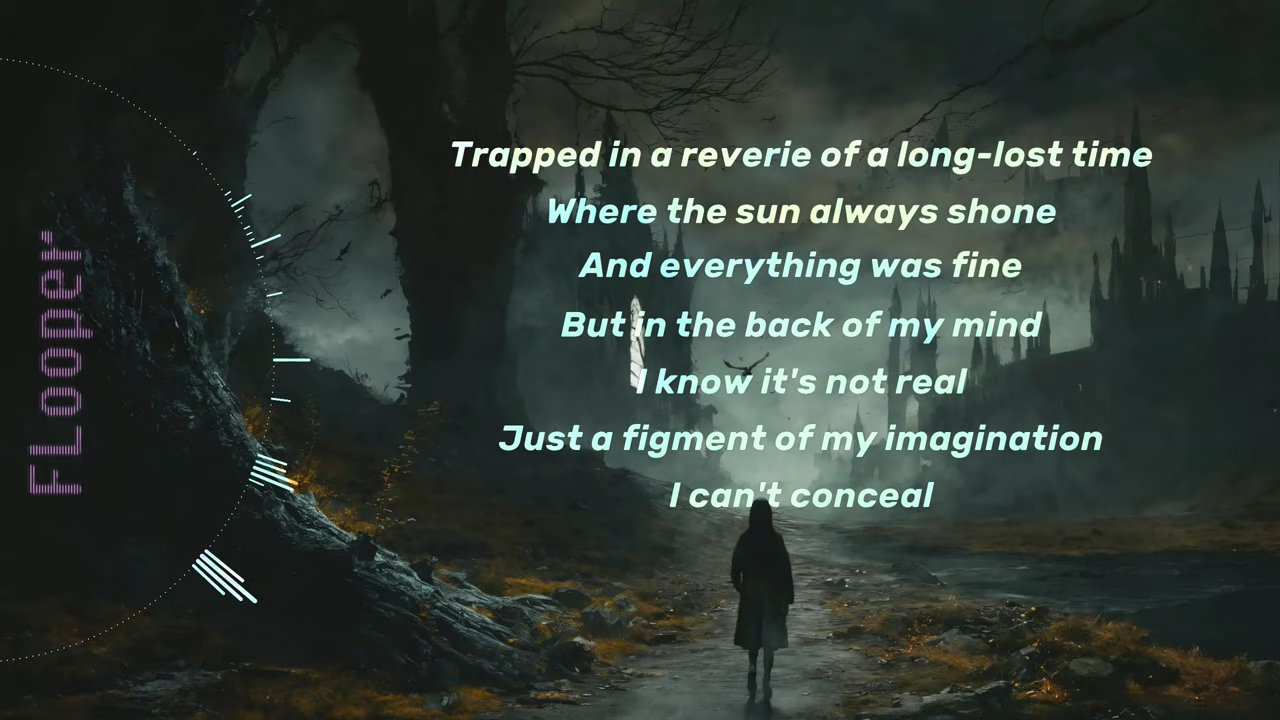 FLooper
Trapped in a reverie of a long-lost time
Where the sun always shone
And everything was fine
But in the back of my mind
I know it's not real
Just a figment of my imagination
I can't conceal